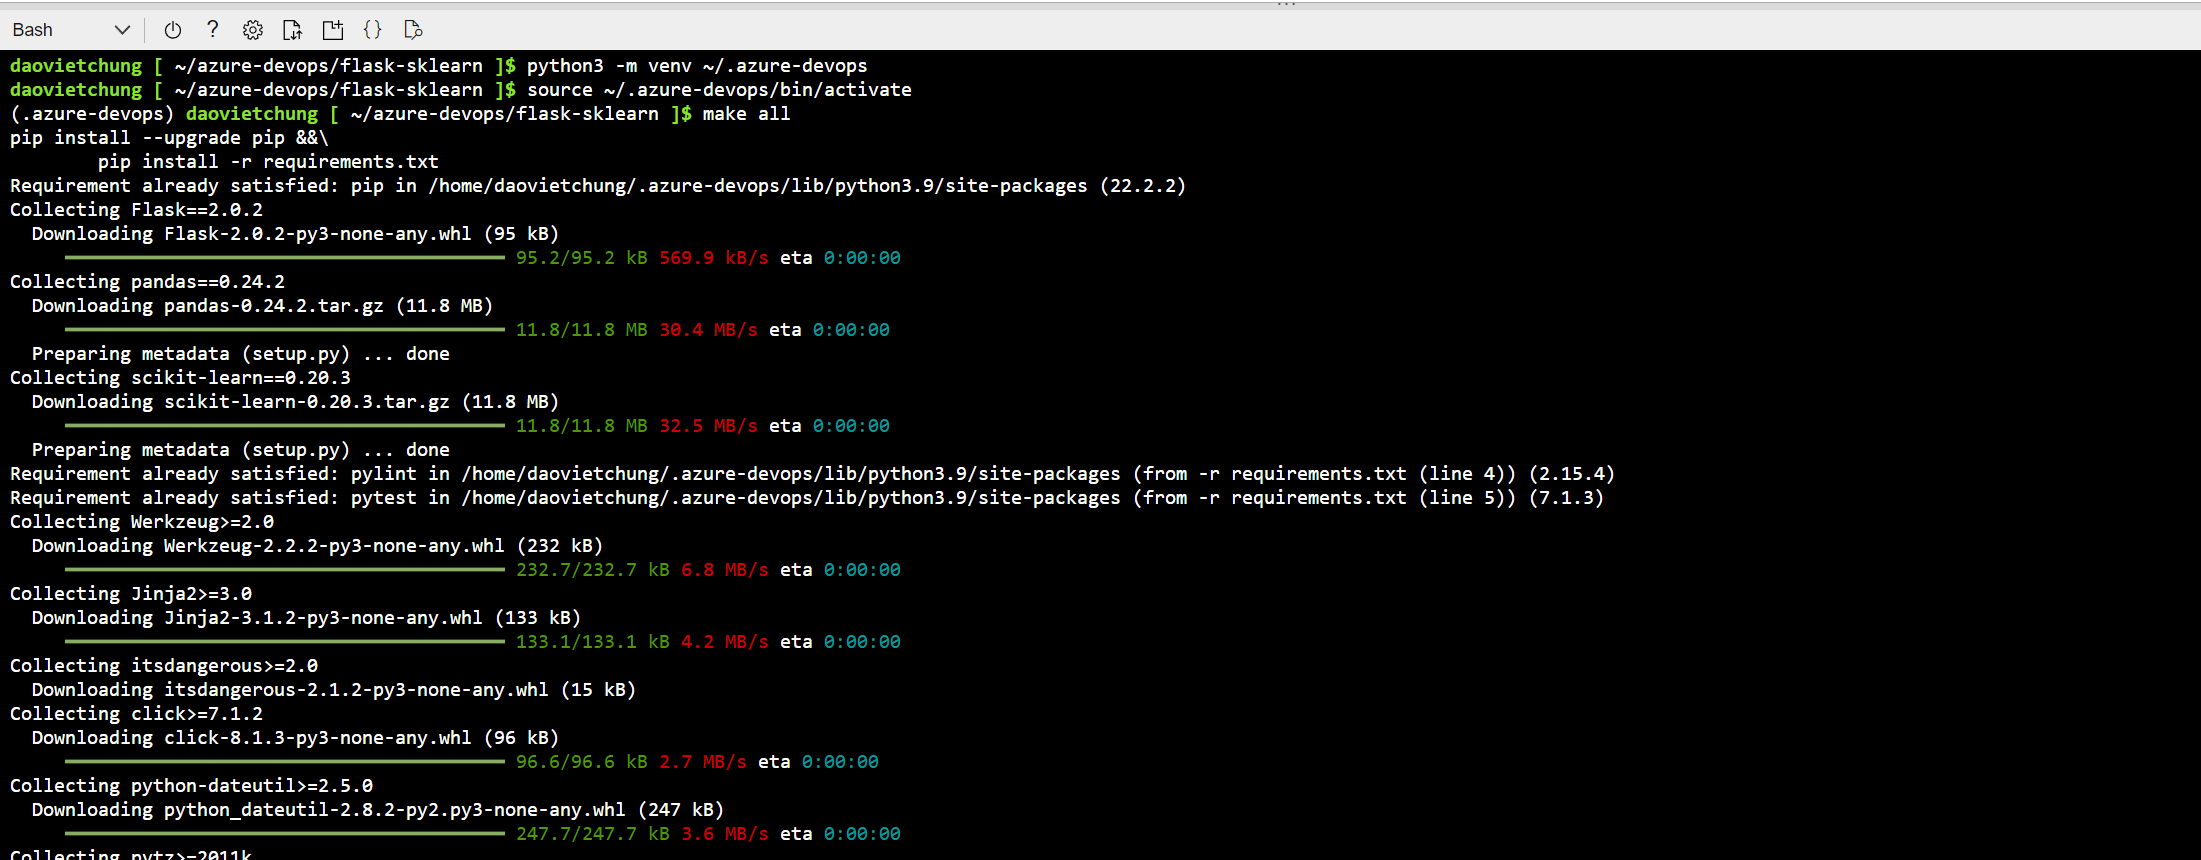 Bash
daovietchung [ ~/azure-devops/flask-sklearn ]$ python3 -m venv ~/.azure-devops
daovietchung [ ~/azure-devops/flask-sklearn ]$ source ~/.azure-devops/bin/activate
(.azure-devops) daovietchung [ ~/azure-devops/flask-sklearn ]$ make all
pip install --upgrade pip &&\
        pip install -r requirements.txt
Requirement already satisfied: pip in /home/daovietchung/.azure-devops/lib/python3.9/site-packages (22.2.2)
Collecting Flask==2.0.2
  Downloading Flask-2.0.2-py3-none-any.whl (95 kB)
95.2/95.2 kB 569.9 kB/s eta 0:00:00
Collecting pandas==0.24.2
  Downloading pandas-0.24.2.tar.gz (11.8 MB)
11.8/11.8 MB 30.4 MB/s eta 0:00:00
  Preparing metadata (setup.py) ... done
Collecting scikit-learn==0.20.3
  Downloading scikit-learn-0.20.3.tar.gz (11.8 MB)
11.8/11.8 MB 32.5 MB/s eta 0:00:00
  Preparing metadata (setup.py) ... done
Requirement already satisfied: pylint in /home/daovietchung/.azure-devops/lib/python3.9/site-packages (from -r requirements.txt (line 4)) (2.15.4)
Requirement already satisfied: pytest in /home/daovietchung/.azure-devops/lib/python3.9/site-packages (from -r requirements.txt (line 5)) (7.1.3)
Collecting Werkzeug>=2.0
  Downloading Werkzeug-2.2.2-py3-none-any.whl (232 kB)
232.7/232.7 kB 6.8 MB/s eta 0:00:00
Collecting Jinja2>=3.0
  Downloading Jinja2-3.1.2-py3-none-any.whl (133 kB)
133.1/133.1 kB 4.2 MB/s eta 0:00:00
Collecting itsdangerous>=2.0
  Downloading itsdangerous-2.1.2-py3-none-any.whl (15 kB)
Collecting click>=7.1.2
  Downloading click-8.1.3-py3-none-any.whl (96 kB)
96.6/96.6 kB 2.7 MB/s eta 0:00:00
Collecting python-dateutil>=2.5.0
  Downloading python_dateutil-2.8.2-py2.py3-none-any.whl (247 kB)
247.7/247.7 kB 3.6 MB/s eta 0:00:00
Collecting pytz>=2011k